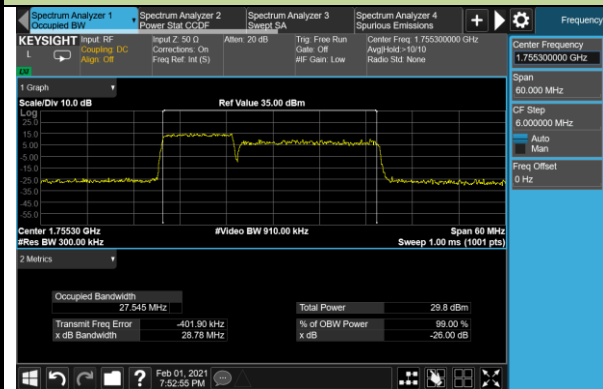 Spectrum Analyzer 1
Occupied BW
Spectrum Analyzer 2
Power Stat CCDF
Spectrum Analyzer 3
Swept SA
Spectrum Analyzer 4
Spurious Emissions
Frequency
KEYSIGHT
L
Input: RF
Coupling: DC
Align: Off
Input Z: 50 Ω
Corrections: On
Freq Ref: Int (S)
Atten: 20 dB
Trig: Free Run
Gate: Off
#IF Gain: Low
Center Freq: 1.755300000 GHz
Avg|Hold:>10/10
Radio Std: None
Center Frequency
1.755300000 GHz
Span
60.000 MHz
CF Step
6.000000 MHz
Auto
Man
Freq Offset
0 Hz
1 Graph
Scale/Div 10.0 dB
Ref Value 35.00 dBm
Log
25.0
15.0
5.00
-5.00
-15.0
-25.0
-35.0
-45.0
-55.0
Center 1.75530 GHz
#Video BW 910.00 kHz
Span 60 MHz
#Res BW 300.00 kHz
Sweep 1.00 ms (1001 pts)
2 Metrics
Occupied Bandwidth
27.545 MHz
Total Power 29.8 dBm
Transmit Freq Error -401.90 kHz
% of OBW Power 99.00 %
x dB Bandwidth 28.78 MHz
x dB -26.00 dB
?
Feb 01, 2021
7:52:55 PM